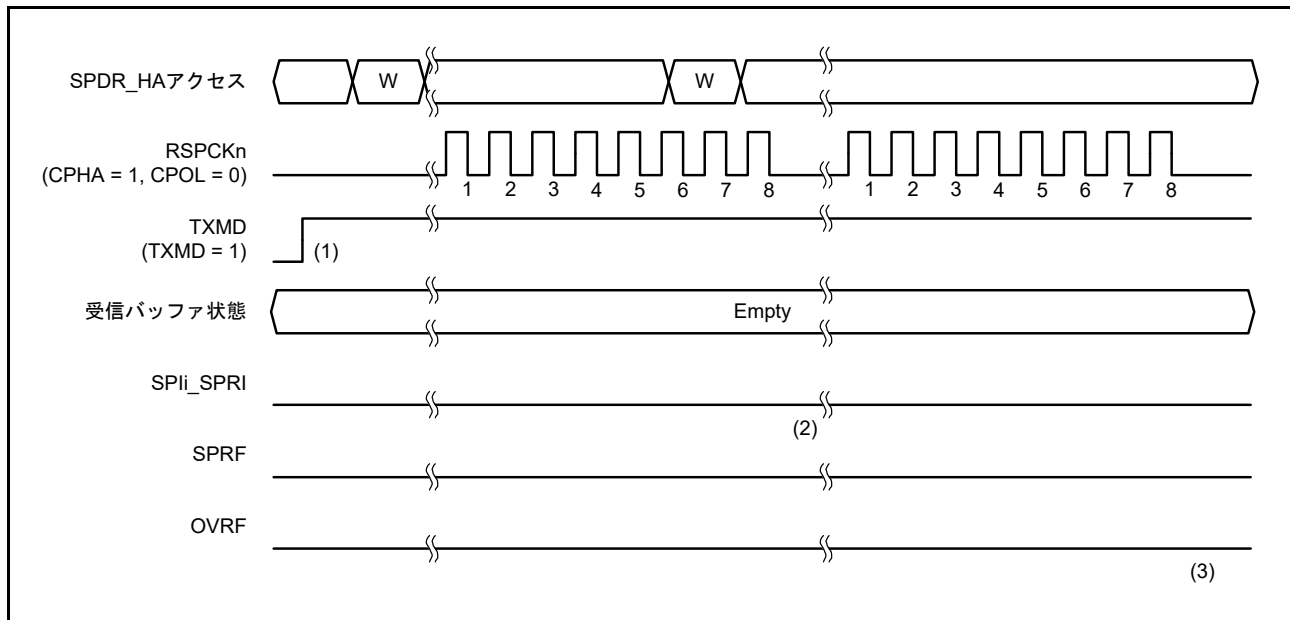 SPDR_HAアクセス
W
W
RSPCKn
(CPHA = 1, CPOL = 0)
1 2 3 4 5 6 7 8
1 2 3 4 5 6 7 8
TXMD
(TXMD = 1)
(1)
受信バッファ状態
Empty
SPIi_SPRI
(2)
SPRF
OVRF
(3)